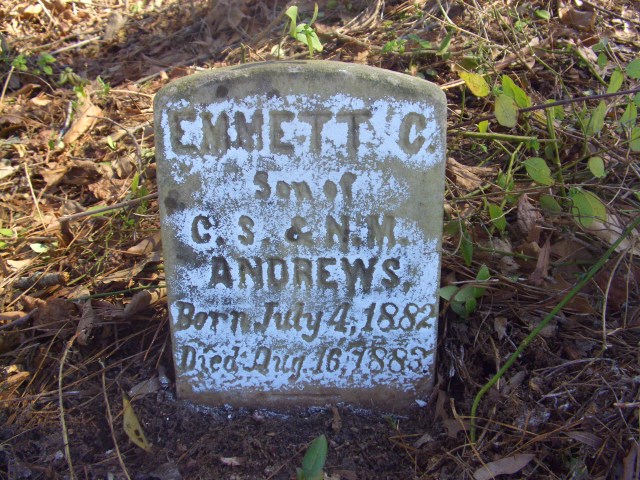 EMMETT C.
Son of
C. S. & N. M.
ANDREWS,
Born July 4, 1882
Died Aug. 16, 1883.